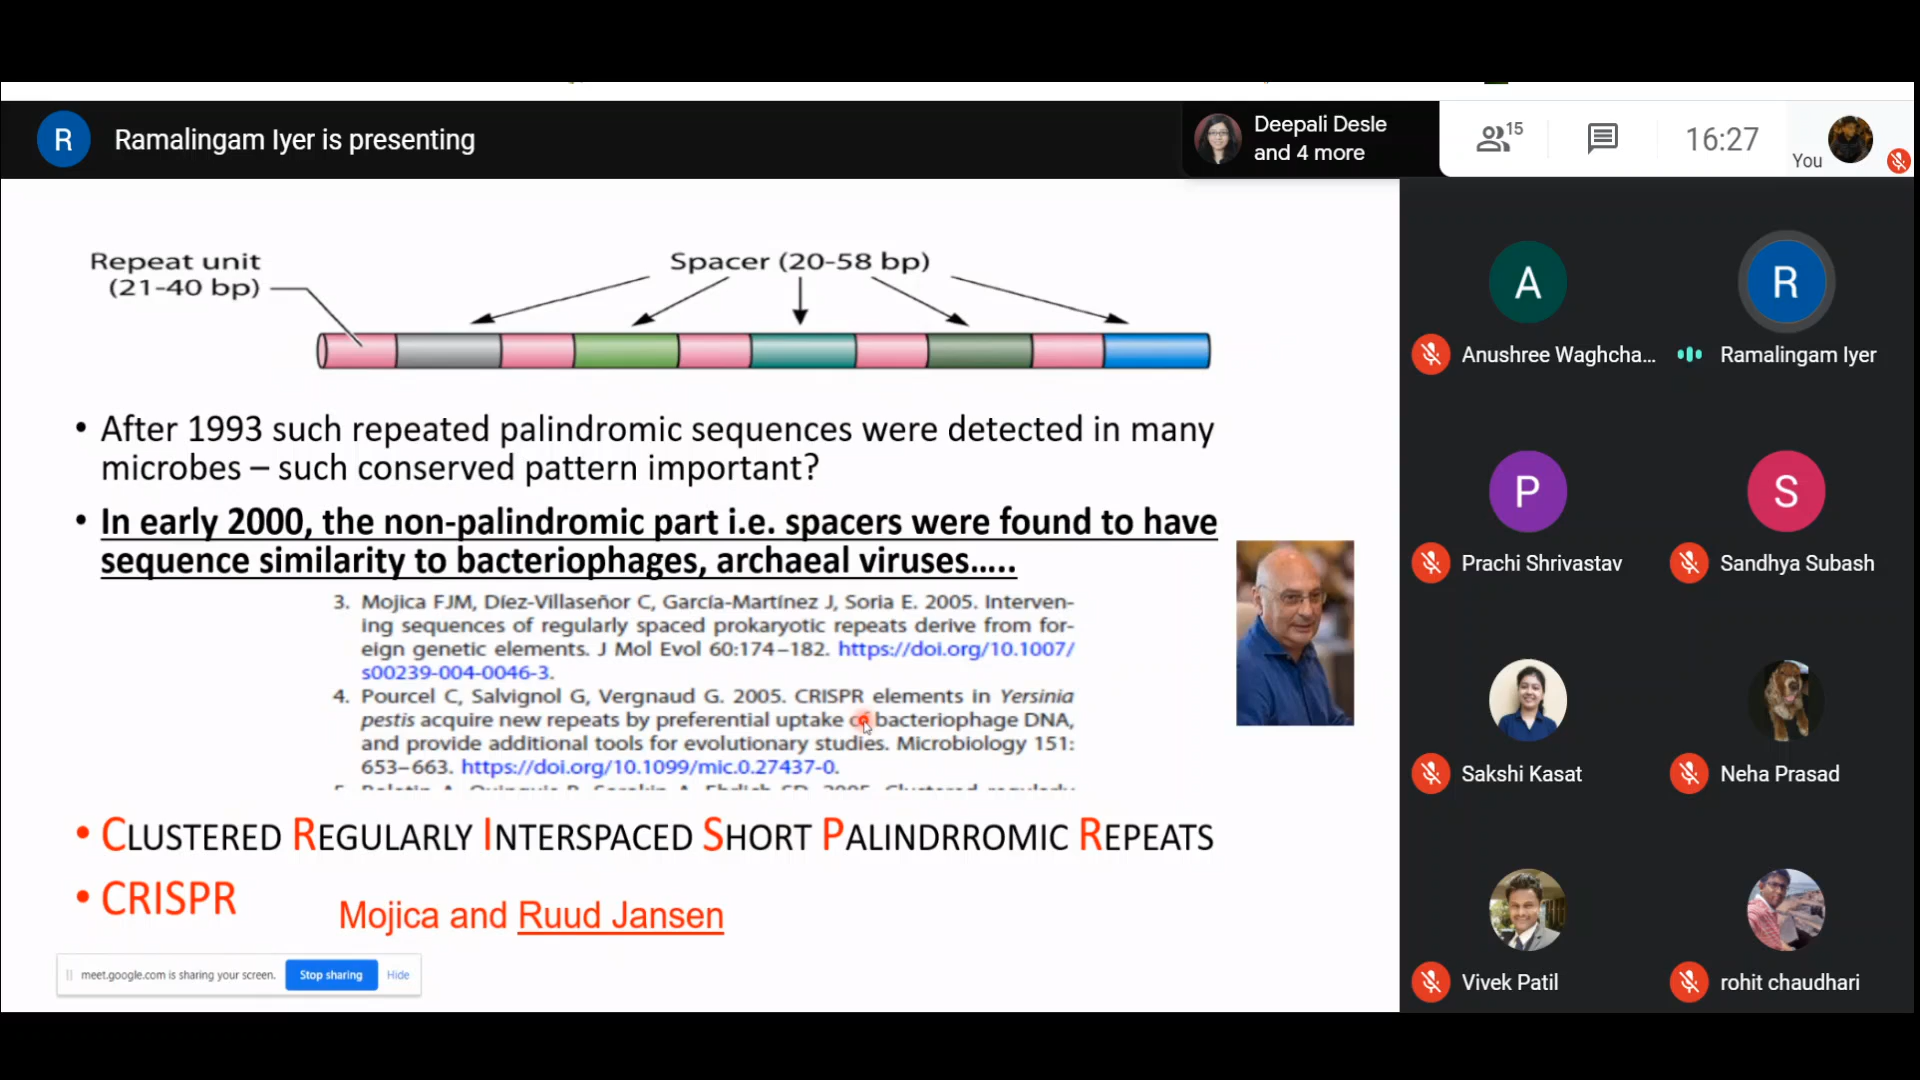 R Ramalingam Iyer is presenting
Deepali Desle
and 4 more
15
16:27
You
Repeat unit
(21-40 bp)
Spacer (20-58 bp)
• After 1993 such repeated palindromic sequences were detected in many
microbes – such conserved pattern important?
• In early 2000, the non-palindromic part i.e. spacers were found to have
sequence similarity to bacteriophages, archaeal viruses.....
3. Mojica FJM, Díez-Villaseñor C, García-Martínez J, Soria E. 2005. Interven-
ing sequences of regularly spaced prokaryotic repeats derive from for-
eign genetic elements. J Mol Evol 60:174–182. https://doi.org/10.1007/
s00239-004-0046-3.
4. Pourcel C, Salvignol G, Vergnaud G. 2005. CRISPR elements in Yersinia
pestis acquire new repeats by preferential uptake bacteriophage DNA,
and provide additional tools for evolutionary studies. Microbiology 151:
653–663. https://doi.org/10.1099/mic.0.27437-0.
• CLUSTERED REGULARLY INTERSPACED SHORT PALINDRROMIC REPEATS
• CRISPR
Mojica and Ruud Jansen
meet.google.com is sharing your screen. Stop sharing Hide
A
Anushree Waghcha...
R
Ramalingam Iyer
P
Prachi Shrivastav
S
Sandhya Subash
Sakshi Kasat
Neha Prasad
Vivek Patil
rohit chaudhari